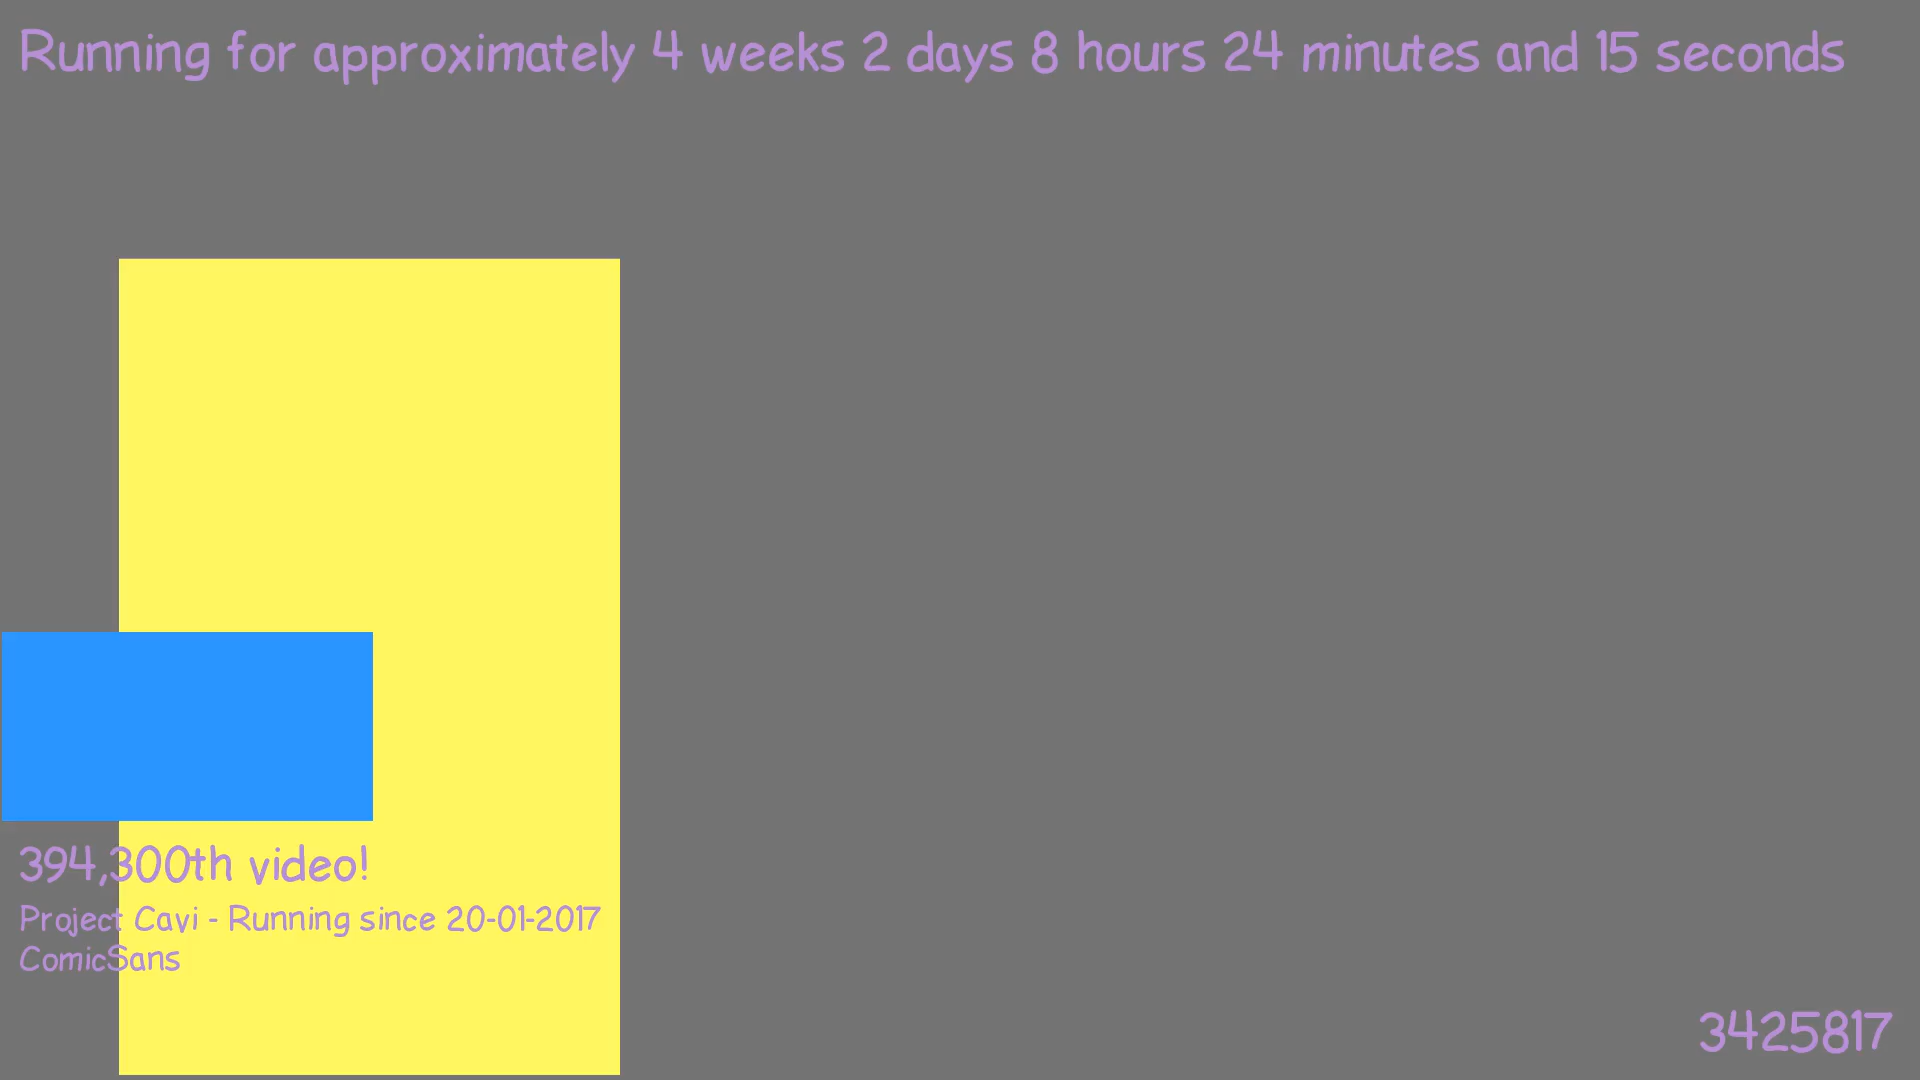 Running for approximately 4 weeks 2 days 8 hours 24 minutes and 15 seconds
394,300th video!
Project Cavi - Running since 20-01-2017
ComicSans
3425817